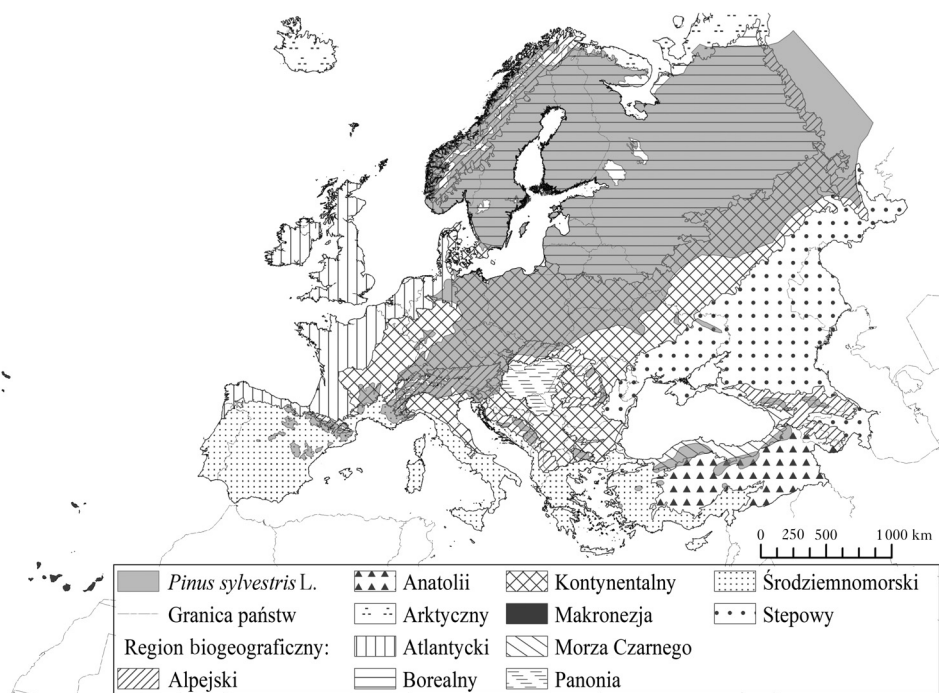 0 250 500 1000 km
Pinus sylvestris L.
Granica państw
Region biogeograficzny:
Alpejski
Anatolii
Arktyczny
Atlantycki
Borealny
Kontynentalny
Makronezja
Morza Czarnego
Panonia
Środziemnomorski
Stepowy